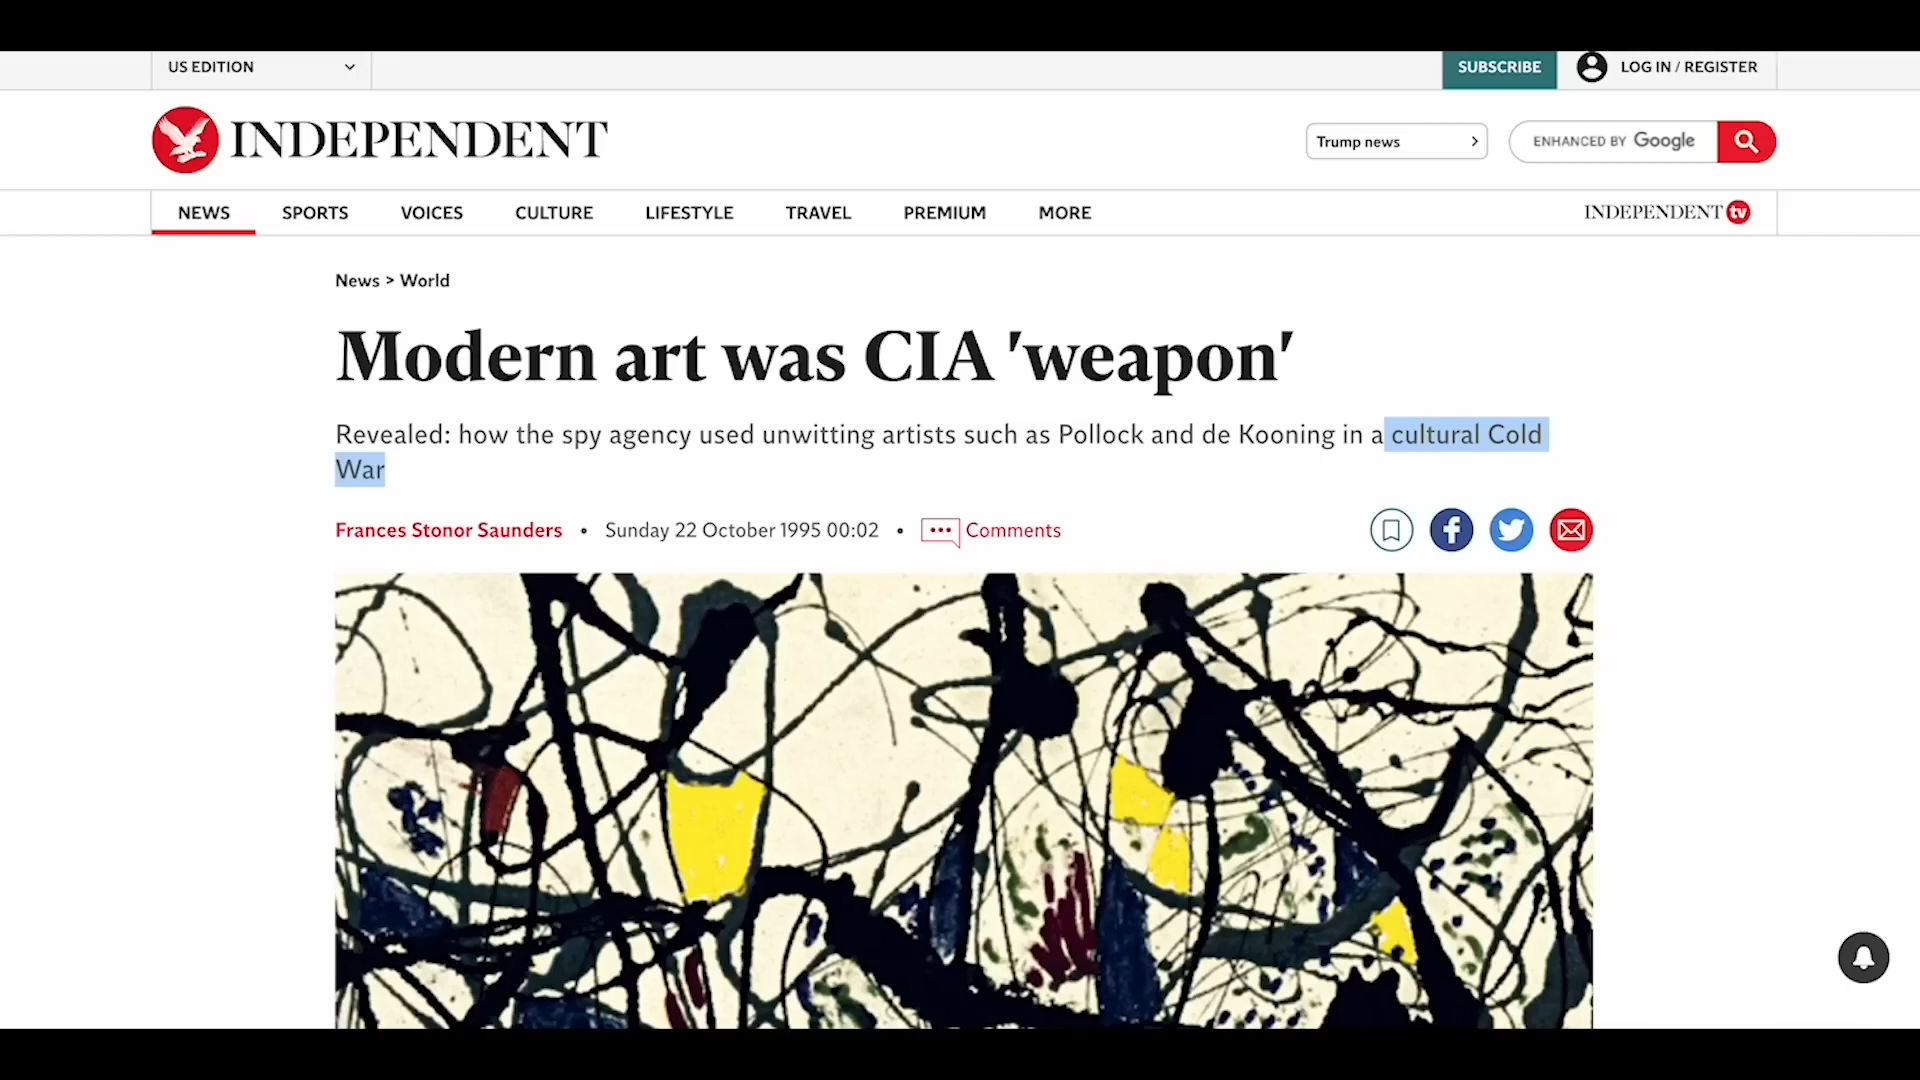 US EDITION
SUBSCRIBE
LOG IN / REGISTER
INDEPENDENT
Trump news
ENHANCED BY Google
NEWS SPORTS VOICES CULTURE LIFESTYLE TRAVEL PREMIUM MORE
INDEPENDENT tv
News > World
Modern art was CIA 'weapon'
Revealed: how the spy agency used unwitting artists such as Pollock and de Kooning in a cultural Cold
War
Frances Stonor Saunders • Sunday 22 October 1995 00:02 • Comments